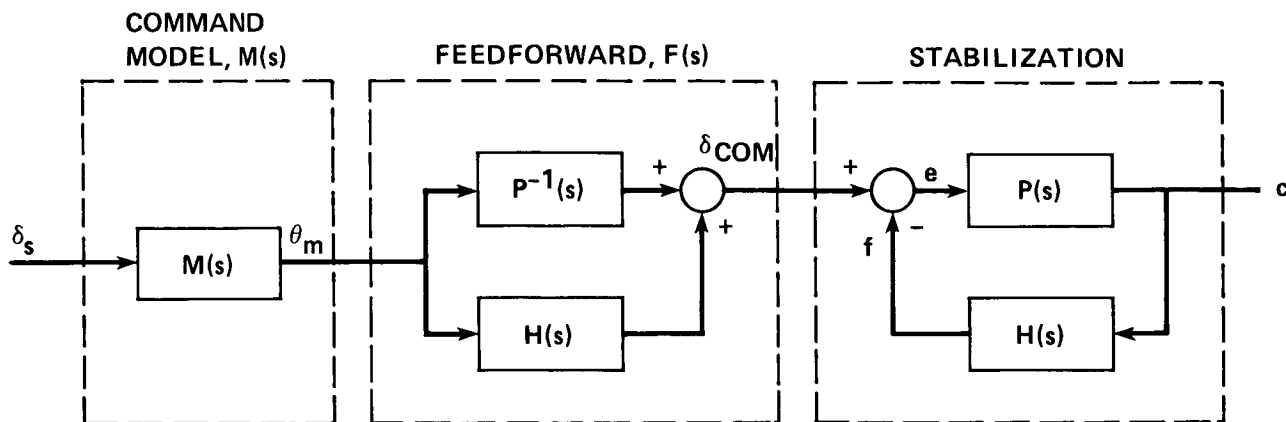 COMMAND
MODEL, M(s)
FEEDFORWARD, F(s)
STABILIZATION
δs
M(s)
θm
P⁻¹(s)
H(s)
+
+
δCOM
+
−
e
f
P(s)
H(s)
c